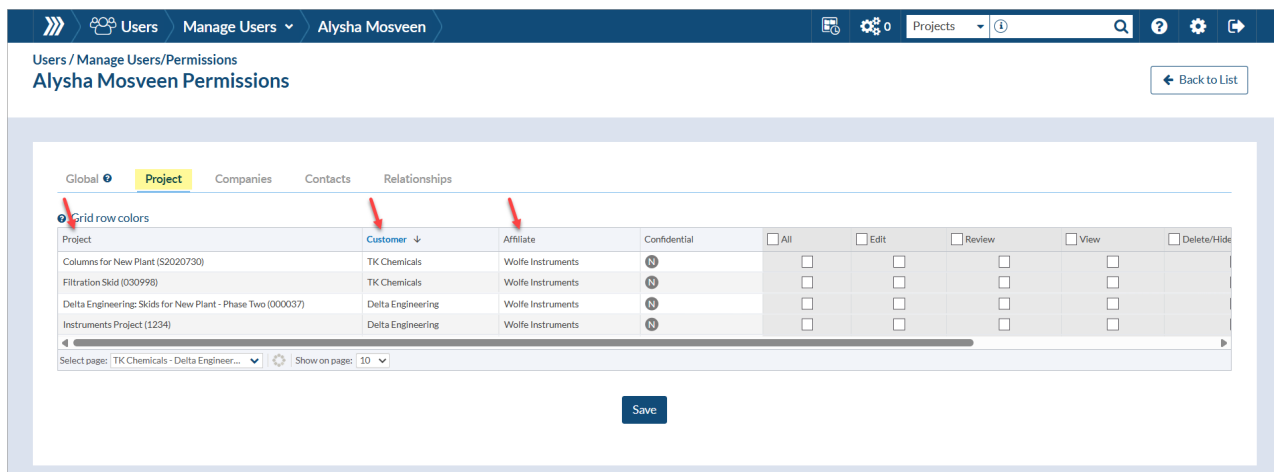 Users Manage Users Alysha Mosveen 0 Projects
Users / Manage Users/Permissions
Alysha Mosveen Permissions
Back to List
Global Project Companies Contacts Relationships
Grid row colors
Project Customer Affiliate Confidential All Edit Review View Delete/Hide
Columns for New Plant (S2020730) TK Chemicals Wolfe Instruments N
Filtration Skid (030998) TK Chemicals Wolfe Instruments N
Delta Engineering: Skids for New Plant - Phase Two (000037) Delta Engineering Wolfe Instruments N
Instruments Project (1234) Delta Engineering Wolfe Instruments N
Select page: TK Chemicals - Delta Engineer... Show on page: 10
Save